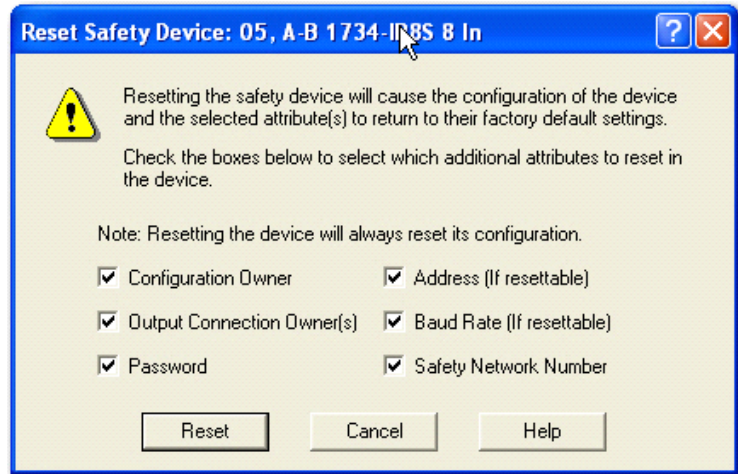 Reset Safety Device: 05, A-B 1734-IB8S 8 In
Resetting the safety device will cause the configuration of the device
and the selected attribute(s) to return to their factory default settings.
Check the boxes below to select which additional attributes to reset in
the device.
Note: Resetting the device will always reset its configuration.
Configuration Owner
Address (If resettable)
Output Connection Owner(s)
Baud Rate (If resettable)
Password
Safety Network Number
Reset
Cancel
Help